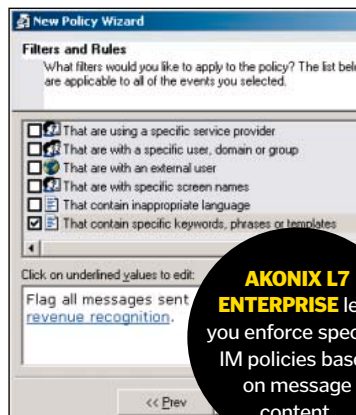 New Policy Wizard
Filters and Rules
What filters would you like to apply to the policy? The list
are applicable to all of the events you selected.
That are using a specific service provider
That are with a specific user, domain or group
That are with an external user
That are with specific screen names
That contain inappropriate language
That contain specific keywords, phrases or templates
Click on underlined values to edit:
Flag all messages sent
revenue recognition.
<< Prev
AKONIX L7
ENTERPRISE
you enforce
IM policies
on message
content